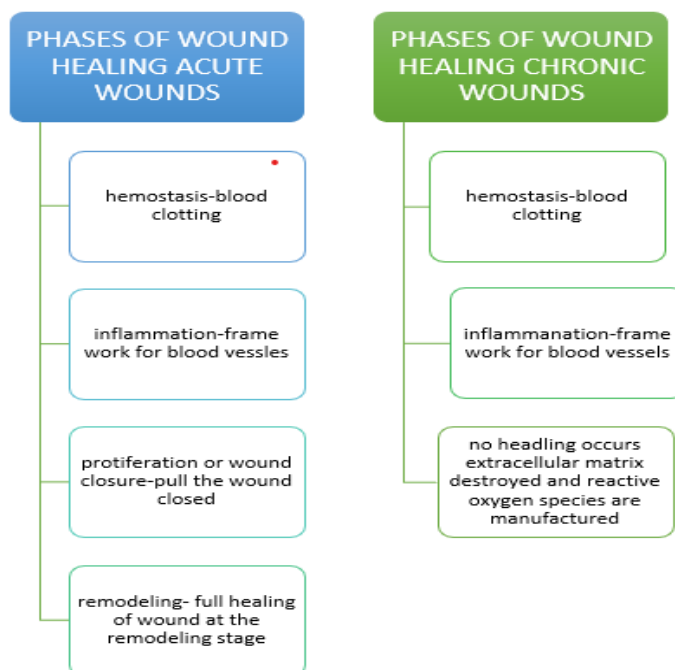 PHASES OF WOUND
HEALING ACUTE
WOUNDS
hemostasis-blood
clotting
inflammation-frame
work for blood vessles
protiferation or wound
closure-pull the wound
closed
remodeling- full healing
of wound at the
remodeling stage
PHASES OF WOUND
HEALING CHRONIC
WOUNDS
hemostasis-blood
clotting
inflammanation-frame
work for blood vessels
no headling occurs
extracellular matrix
destroyed and reactive
oxygen species are
manufactured